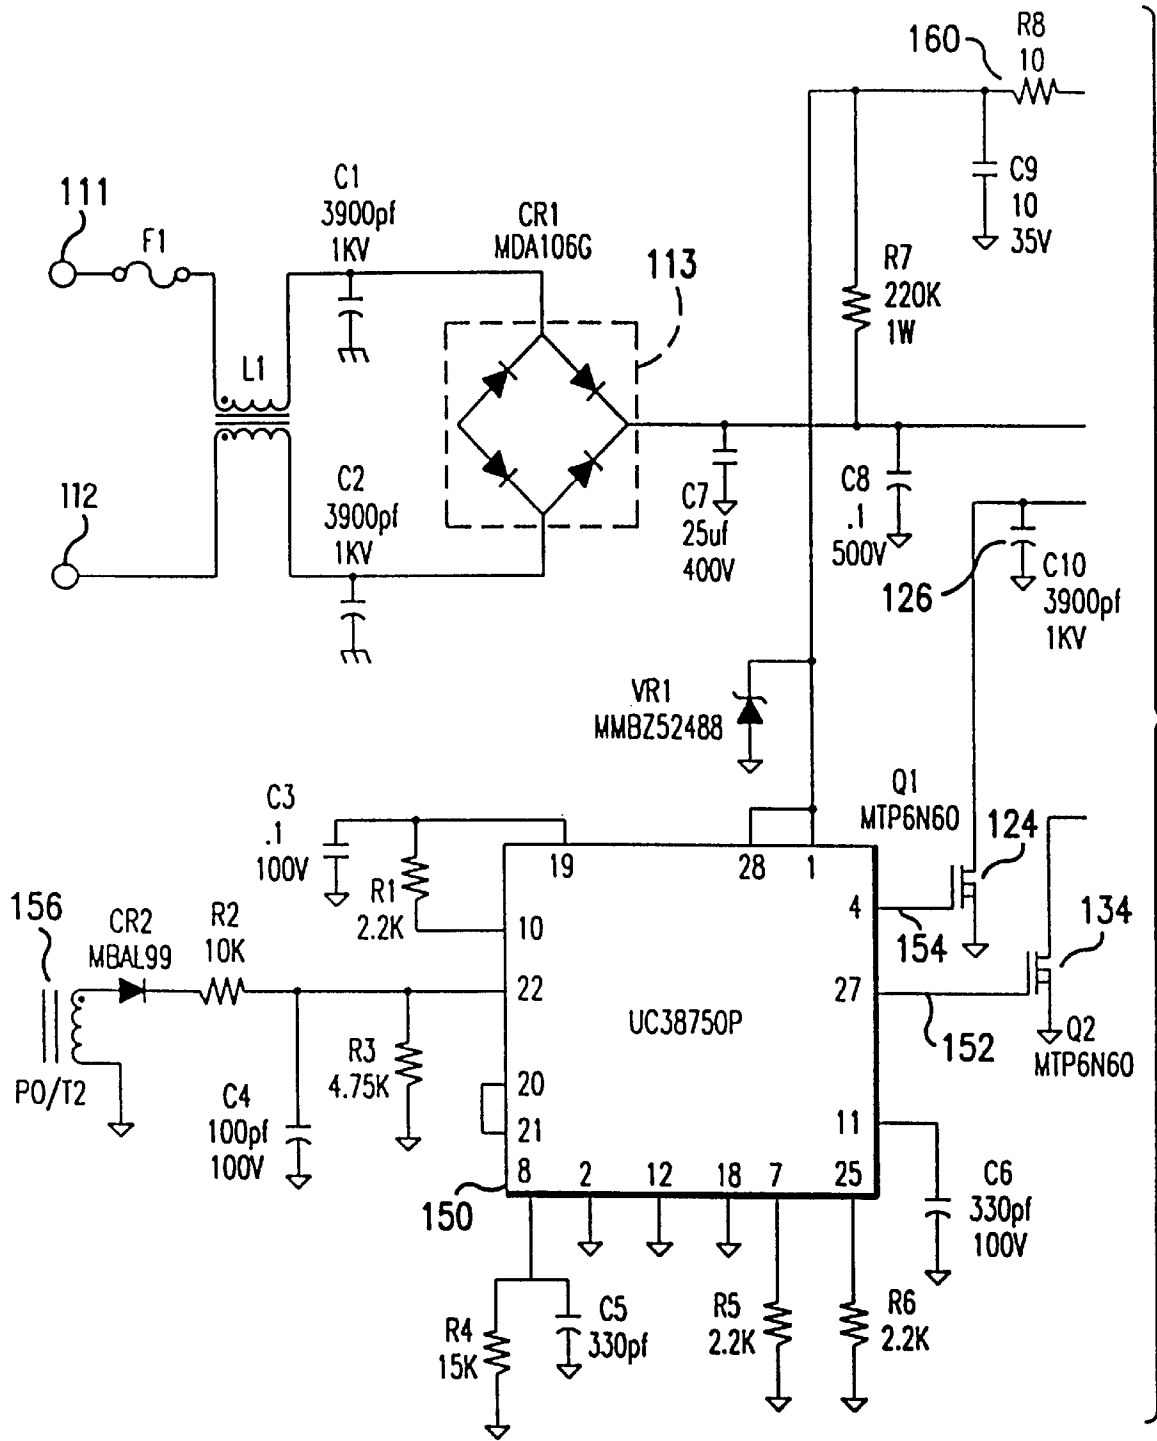 160
R8
10
C9
10
35V
111
F1
C1
3900pf
1KV
CR1
MDA106G
113
R7
220K
1W
L1
112
C2
3900pf
1KV
C7
25uf
400V
C8
.1
500V
126
C10
3900pf
1KV
VR1
MMBZ52488
Q1
MTP6N60
124
C3
.1
100V
19
28
1
R1
2.2K
10
4
154
134
156
CR2
MBAL99
R2
10K
22
27
152
Q2
MTP6N60
UC38750P
PO/T2
R3
4.75K
C4
100pf
100V
20
21
11
8
2
12
18
7
25
150
C6
330pf
100V
R4
15K
C5
330pf
R5
2.2K
R6
2.2K